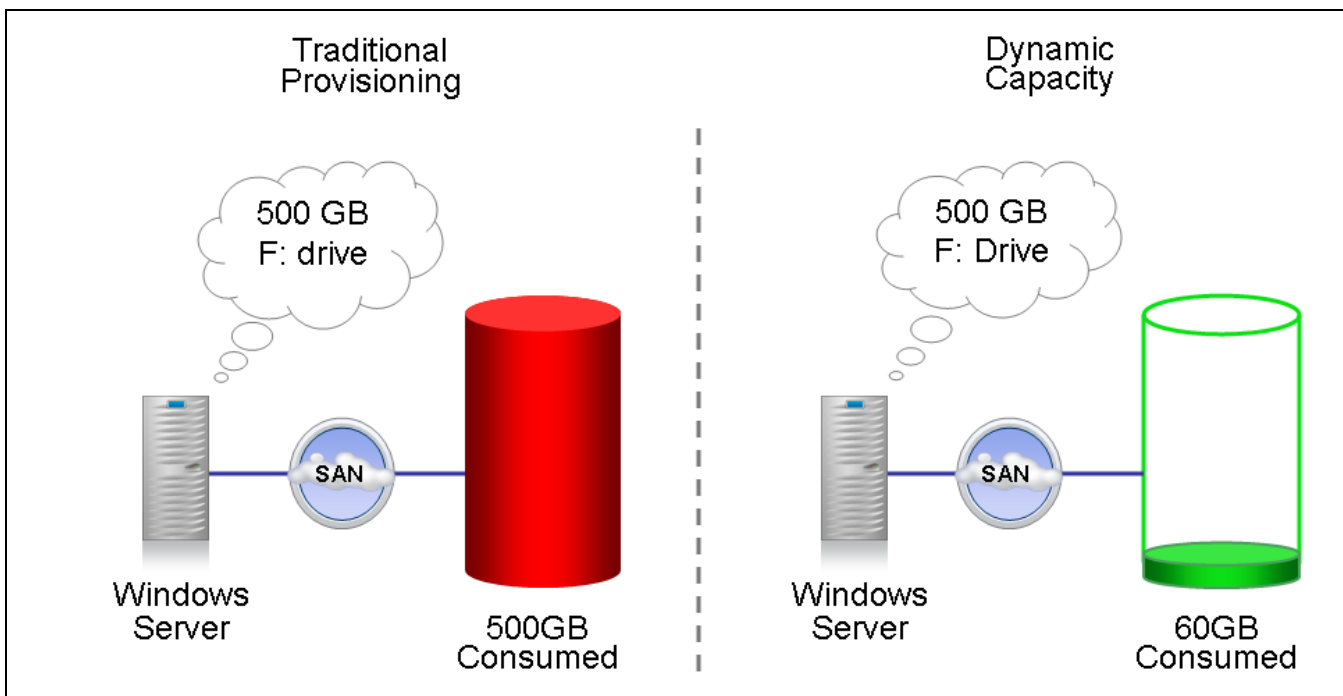 Traditional
Provisioning
500 GB
F: drive
SAN
Windows
Server
500GB
Consumed
Dynamic
Capacity
500 GB
F: Drive
SAN
Windows
Server
60GB
Consumed